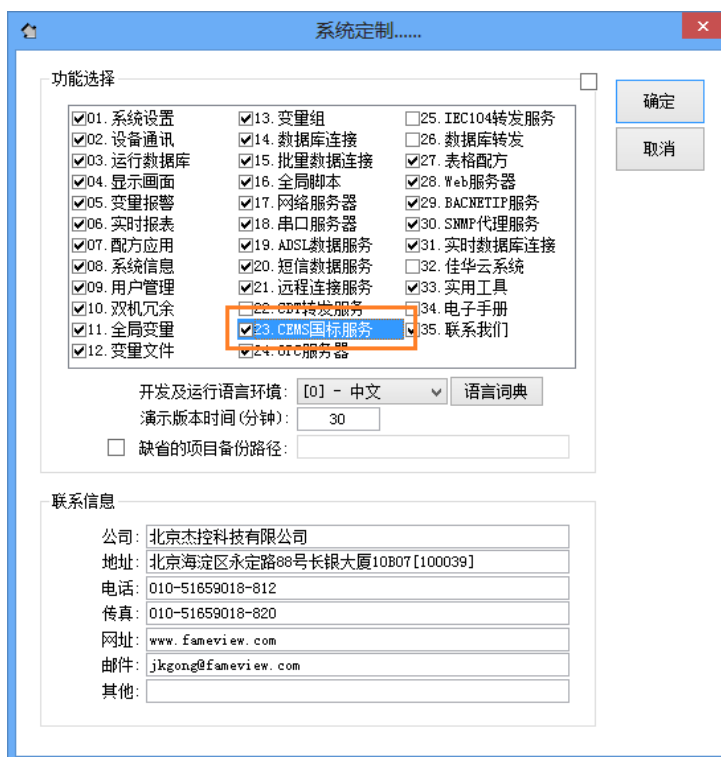 系统定制......
功能选择
01.系统设置
02.设备通讯
03.运行数据库
04.显示画面
05.变量报警
06.实时报表
07.配方应用
08.系统信息
09.用户管理
10.双机冗余
11.全局变量
12.变量文件
13.变量组
14.数据库连接
15.批量数据连接
16.全局脚本
17.网络服务器
18.串口服务器
19.ADSL数据服务
20.短信数据服务
21.远程连接服务
22.CDT转发服务
23.CEMS国标服务
24.OPC服务器
25.IEC104转发服务
26.数据库转发
27.表格配方
28.Web服务器
29.BACNETIP服务
30.SNMP代理服务
31.实时数据库连接
32.佳华云系统
33.实用工具
34.电子手册
35.联系我们
确定
取消
开发及运行语言环境: [0] - 中文 语言词典
演示版本时间(分钟): 30
缺省的项目备份路径:
联系信息
公司: 北京杰控科技有限公司
地址: 北京海淀区永定路88号长银大厦10B07[100039]
电话: 010-51659018-812
传真: 010-51659018-820
网址: www.fameview.com
邮件: jkgong@fameview.com
其他: